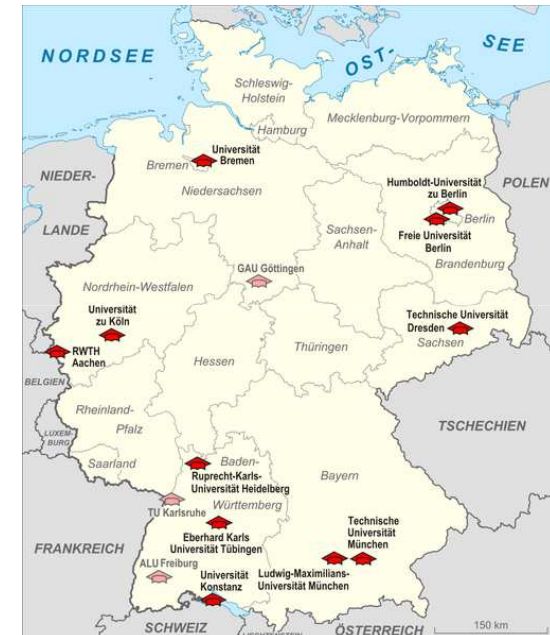 NORDSEE
OST-
SEE
Schleswig-
Holstein
Hamburg
Mecklenburg-Vorpommern
Universität
Bremen
Bremen
NIEDER-
LANDE
Niedersachsen
Humboldt-Universität
zu Berlin
POLEN
Berlin
Freie Universität
Berlin
Brandenburg
Sachsen-
Anhalt
GAU Göttingen
Nordrhein-Westfalen
Universität
zu Köln
Technische Universität
Dresden
Sachsen
RWTH
Aachen
Hessen
Thüringen
BELGIEN
Rheinland-
Pfalz
LUXEM-
BURG
TSCHECHIEN
Saarland
Baden-
Württemberg
Bayern
Ruprecht-Karls-
Universität Heidelberg
TU Karlsruhe
Eberhard Karls
Universität Tübingen
Technische
Universität
München
FRANKREICH
ALU Freiburg
Universität
Konstanz
Ludwig-Maximilians-
Universität München
SCHWEIZ
ÖSTERREICH
150 km